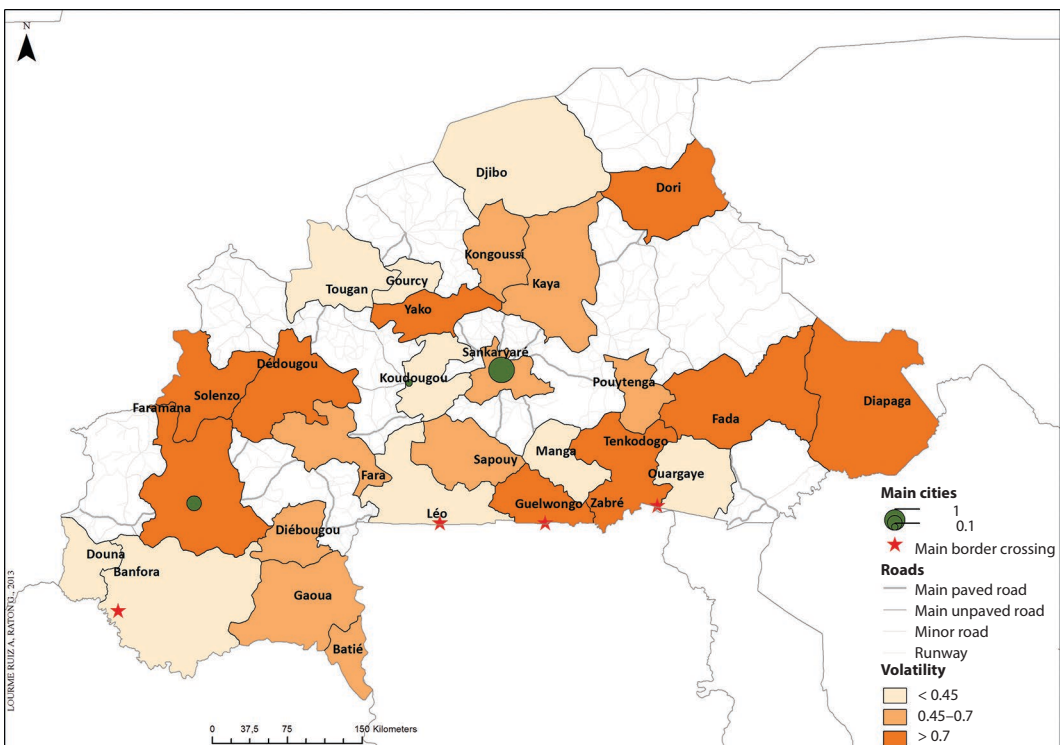 N
Djibo
Dori
Kongoussi
Kaya
Gourcy
Tougan
Yako
Sankaryaré
Dédougou
Koudougou
Pouytenga
Solenzo
Faramana
Diapaga
Fada
Tenkodogo
Manga
Sapouy
Ouargaye
Fara
Guelwongo
Zabré
Léo
Diébougou
Douna
Banfora
Gaoua
Batié
Main cities
1
0.1
Main border crossing
Roads
Main paved road
Main unpaved road
Minor road
Runway
Volatility
< 0.45
0.45–0.7
> 0.7
0 37,5 75 150 Kilometers
LOURME RUIZ A, RATON G., 2013